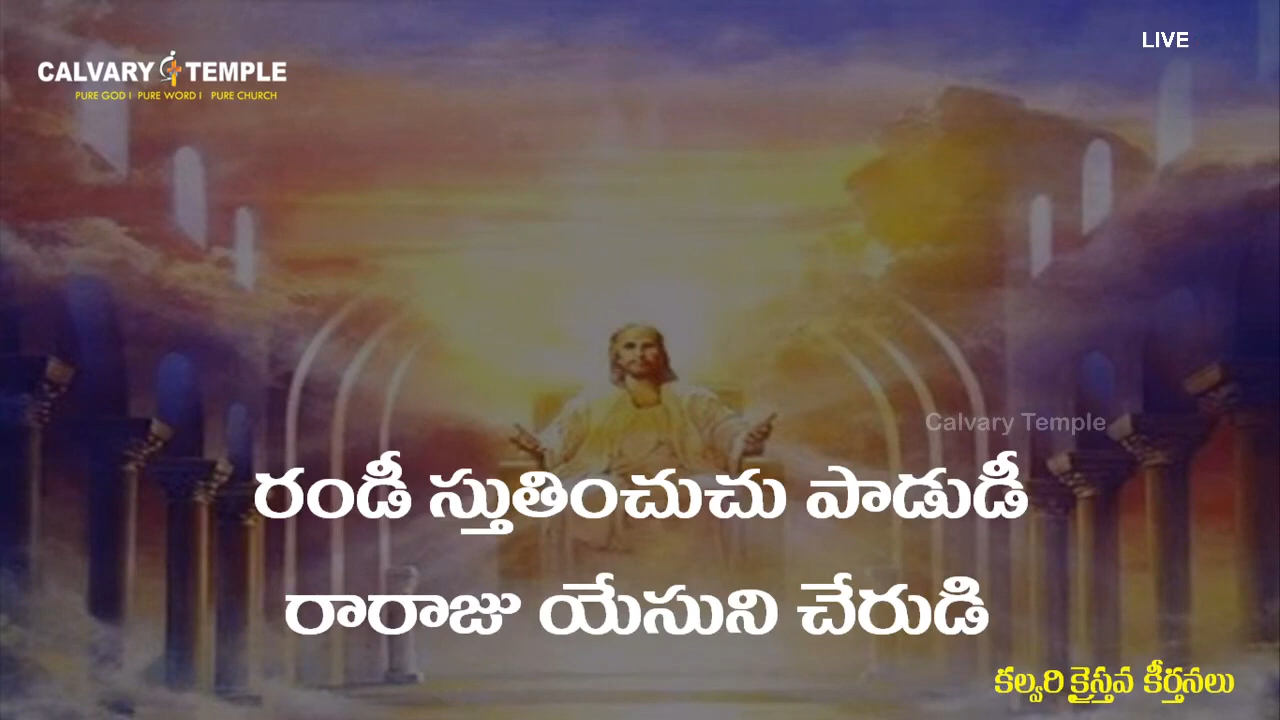 LIVE
CALVARY TEMPLE
PURE GOD I PURE WORD I PURE CHURCH
Calvary Temple
రండీ స్తుతించుచు పాడుడీ
రారాజు యేసుని చేరుడి
కల్వరి క్రైస్తవ కీర్తనలు